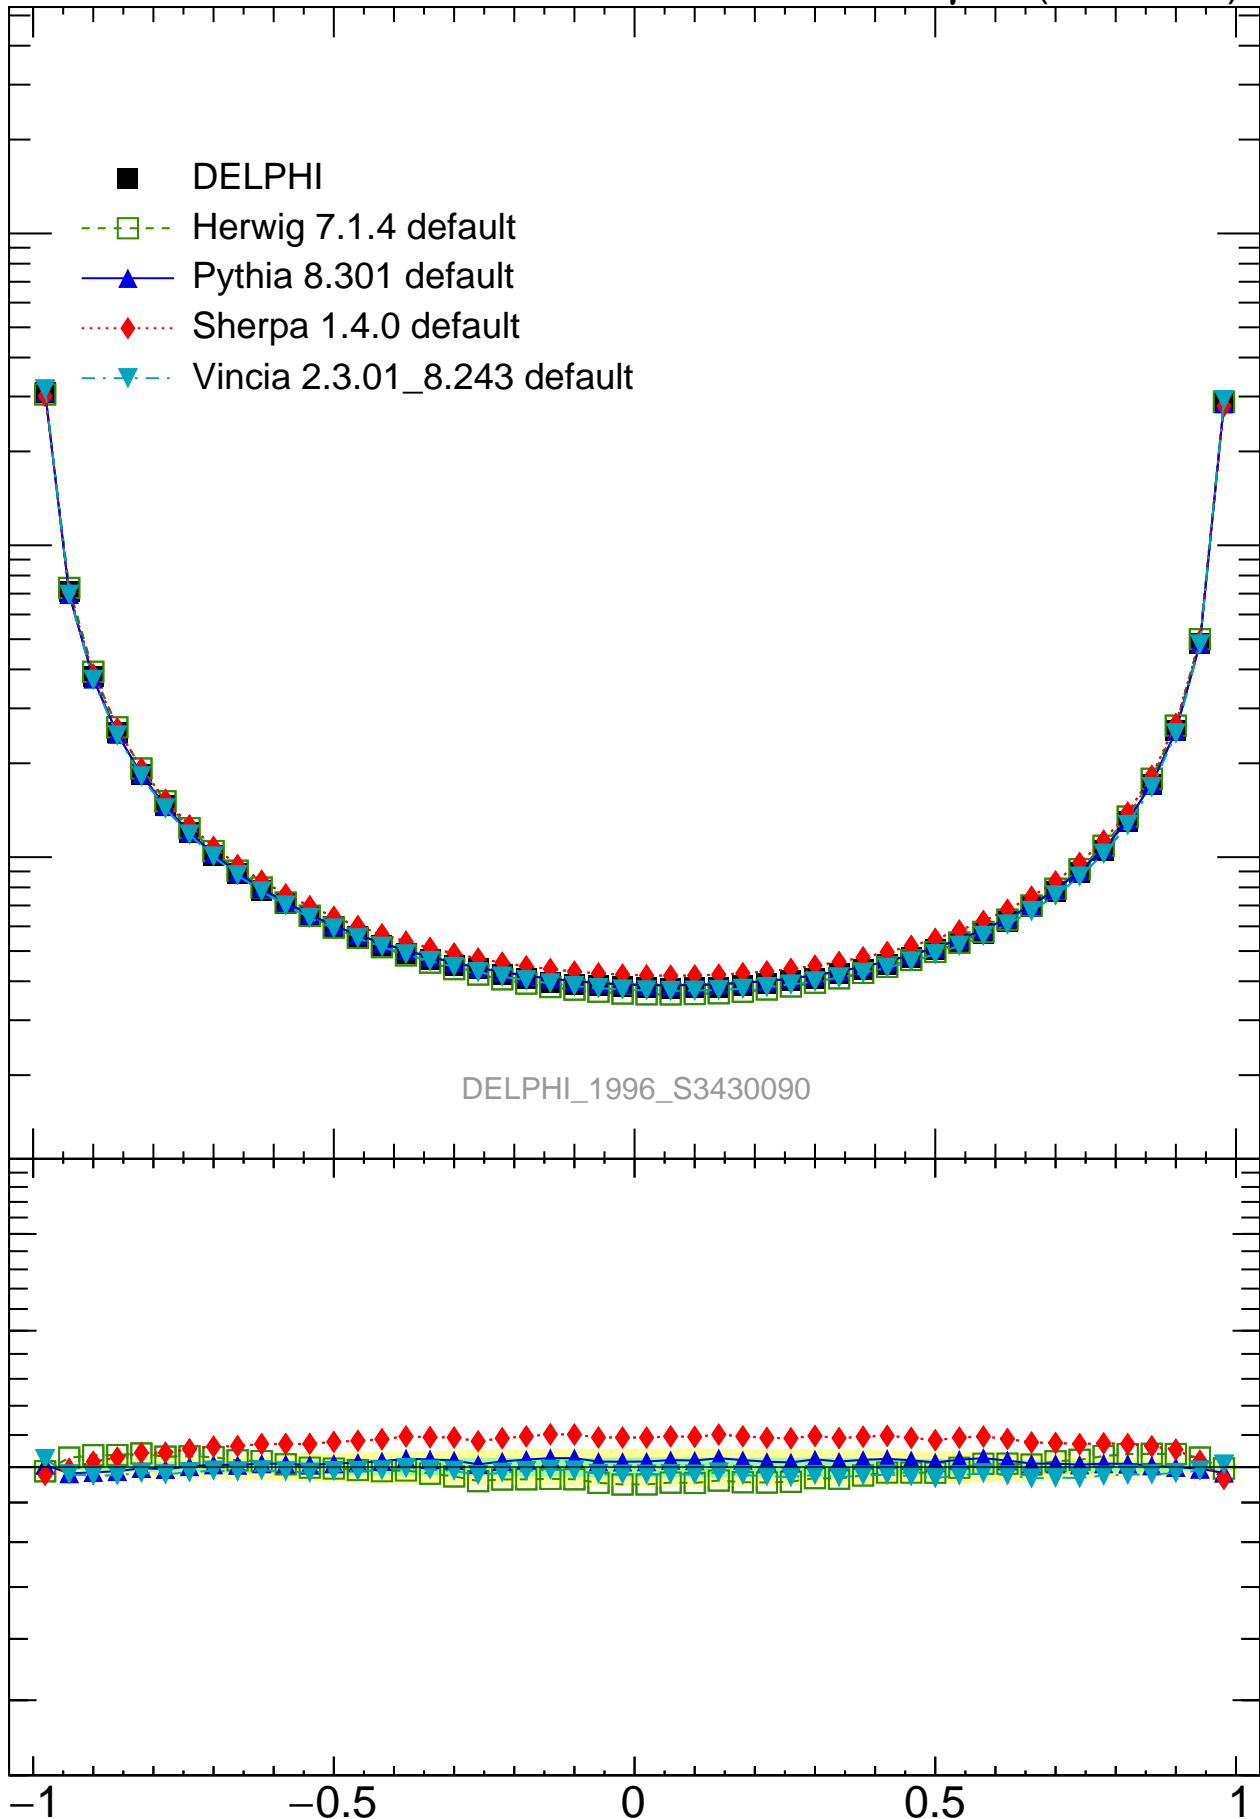 DELPHI
Herwig 7.1.4 default
Pythia 8.301 default
Sherpa 1.4.0 default
Vincia 2.3.01_8.243 default
DELPHI_1996_S3430090
−1 −0.5 0 0.5 1